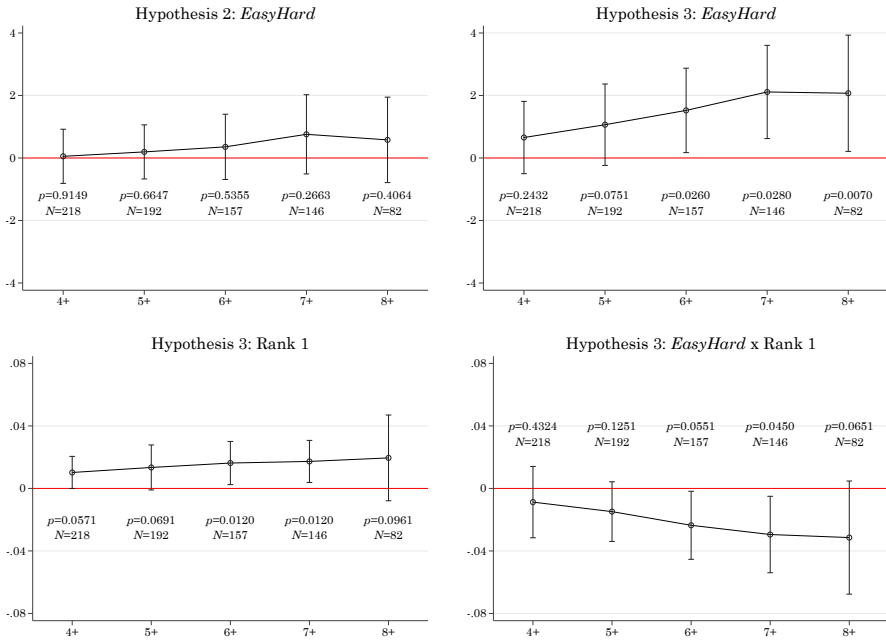 Hypothesis 2: EasyHard
4
2
0
-2
-4
p=0.9149 p=0.6647 p=0.5355 p=0.2663 p=0.4064
N=218 N=192 N=157 N=146 N=82
4+ 5+ 6+ 7+ 8+
Hypothesis 3: EasyHard
4
2
0
-2
-4
p=0.2432 p=0.0751 p=0.0260 p=0.0280 p=0.0070
N=218 N=192 N=157 N=146 N=82
4+ 5+ 6+ 7+ 8+
Hypothesis 3: Rank 1
.08
.04
0
-.04
-.08
p=0.0571 p=0.0691 p=0.0120 p=0.0120 p=0.0961
N=218 N=192 N=157 N=146 N=82
4+ 5+ 6+ 7+ 8+
Hypothesis 3: EasyHard x Rank 1
.08
.04
0
-.04
-.08
p=0.4324 p=0.1251 p=0.0551 p=0.0450 p=0.0651
N=218 N=192 N=157 N=146 N=82
4+ 5+ 6+ 7+ 8+